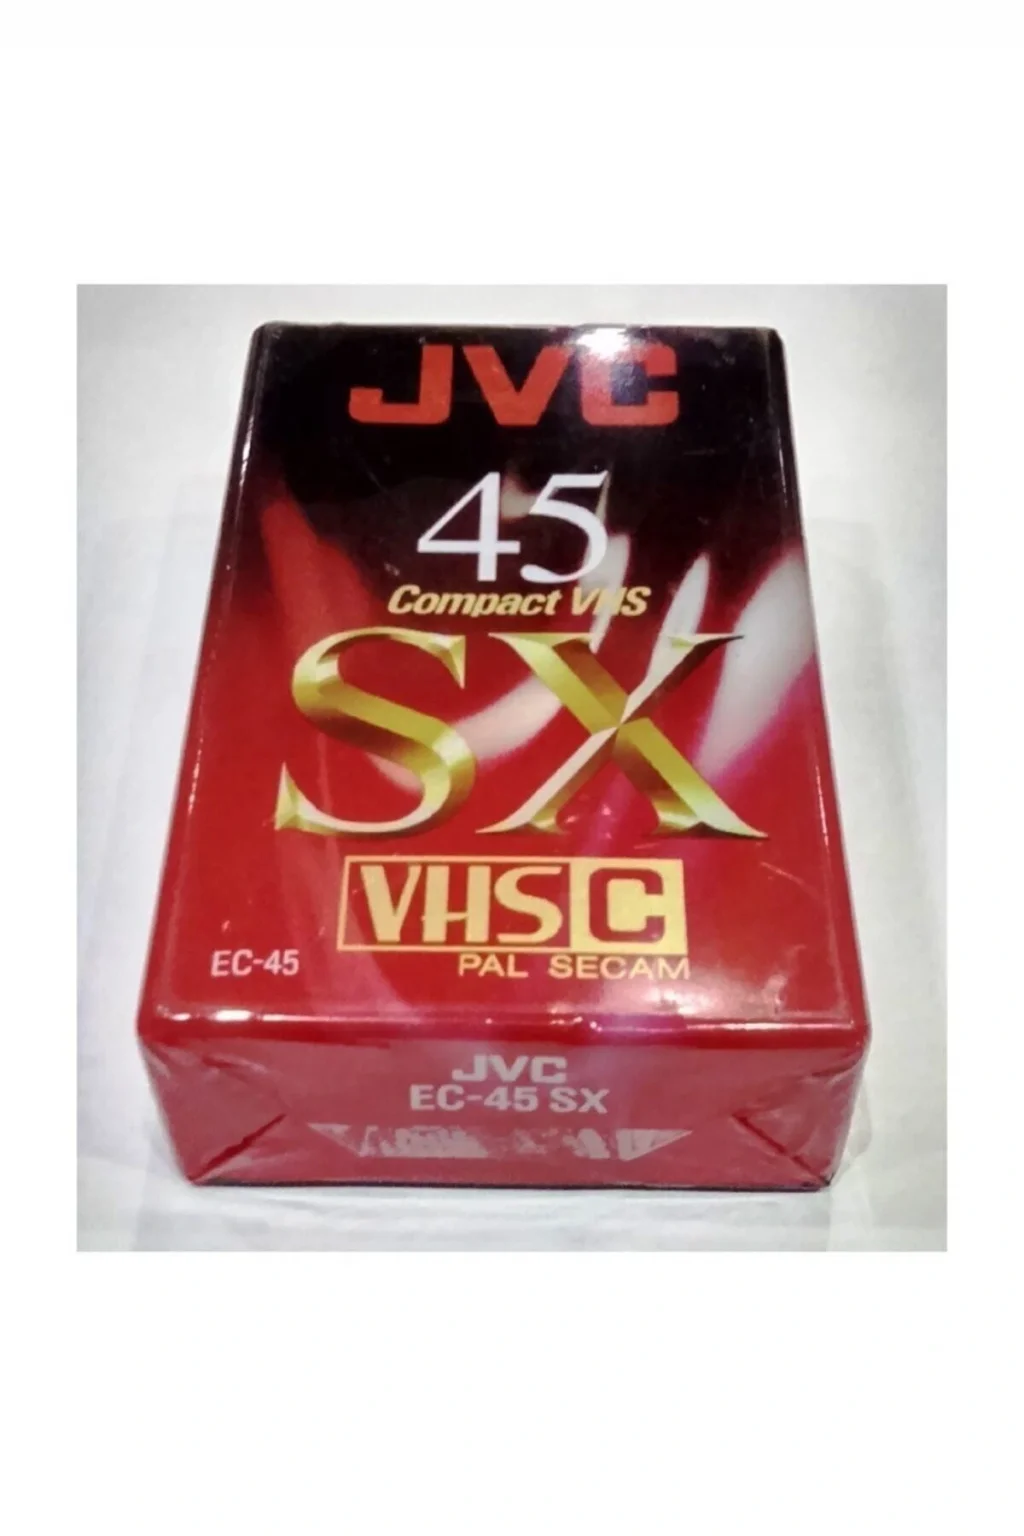 JVC
45
Compact VHS
SX
VHS C
PAL SECAM
EC-45
JVC
EC-45 SX